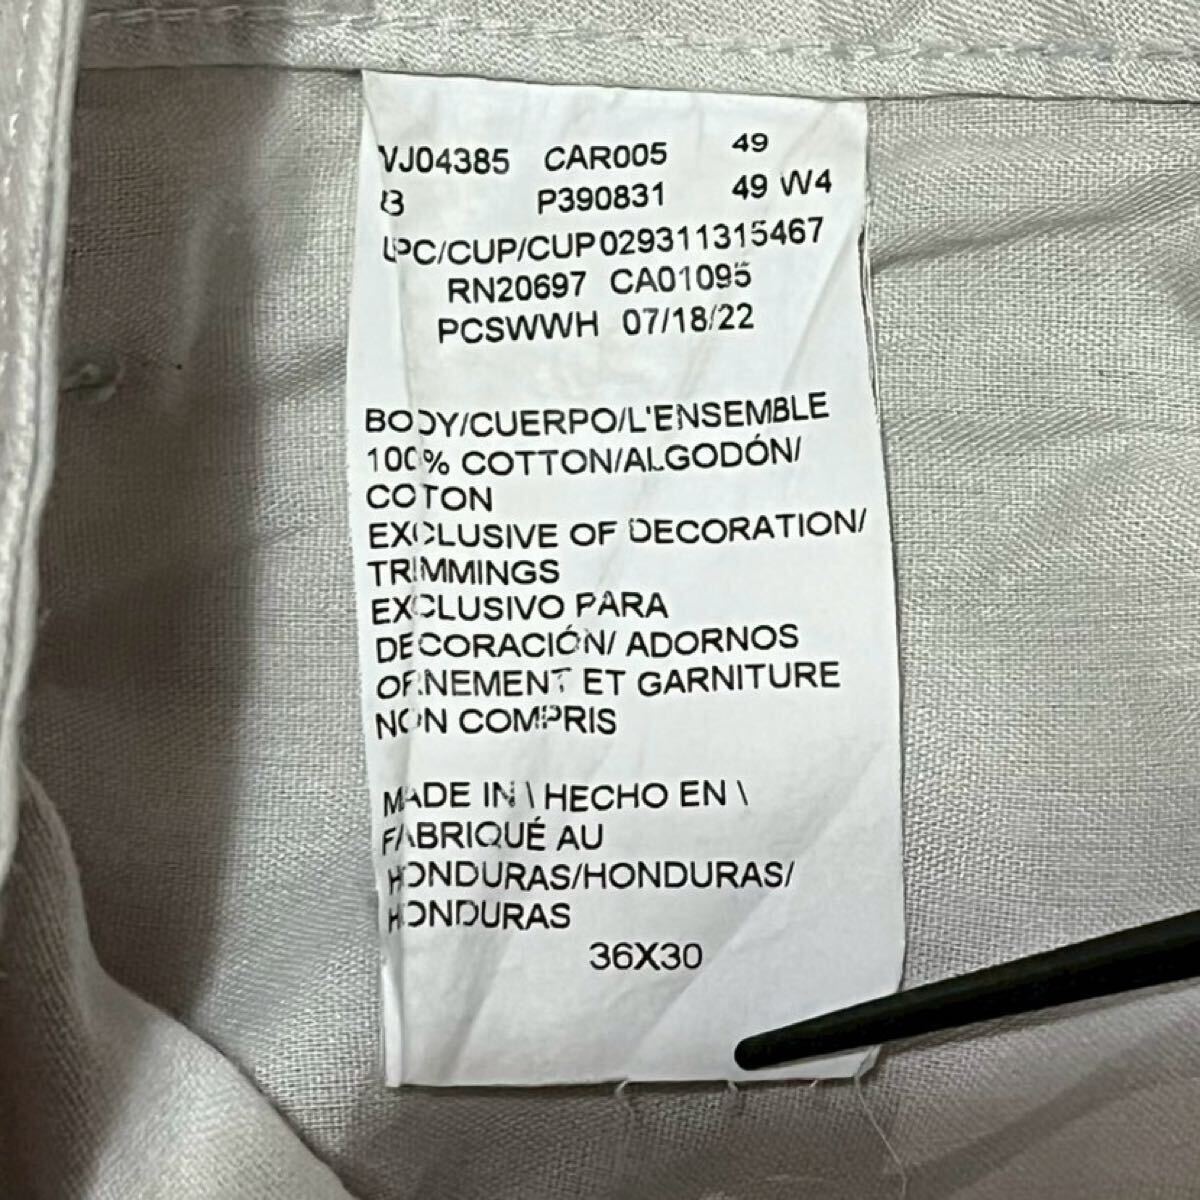 VJ04385 CAR005 49
P390831 49 W4
UPC/CUP/CUP029311315467
RN20697 CA01095
PCSWWH 07/18/22
BODY/CUERPO/L'ENSEMBLE
100% COTTON/ALGODÓN/
COTON
EXCLUSIVE OF DECORATION/
TRIMMINGS
EXCLUSIVO PARA
DECORACIÓN/ ADORNOS
ORNEMENT ET GARNITURE
NON COMPRIS
MADE IN \ HECHO EN \
FABRIQUÉ AU
HONDURAS/HONDURAS/
HONDURAS
36X30